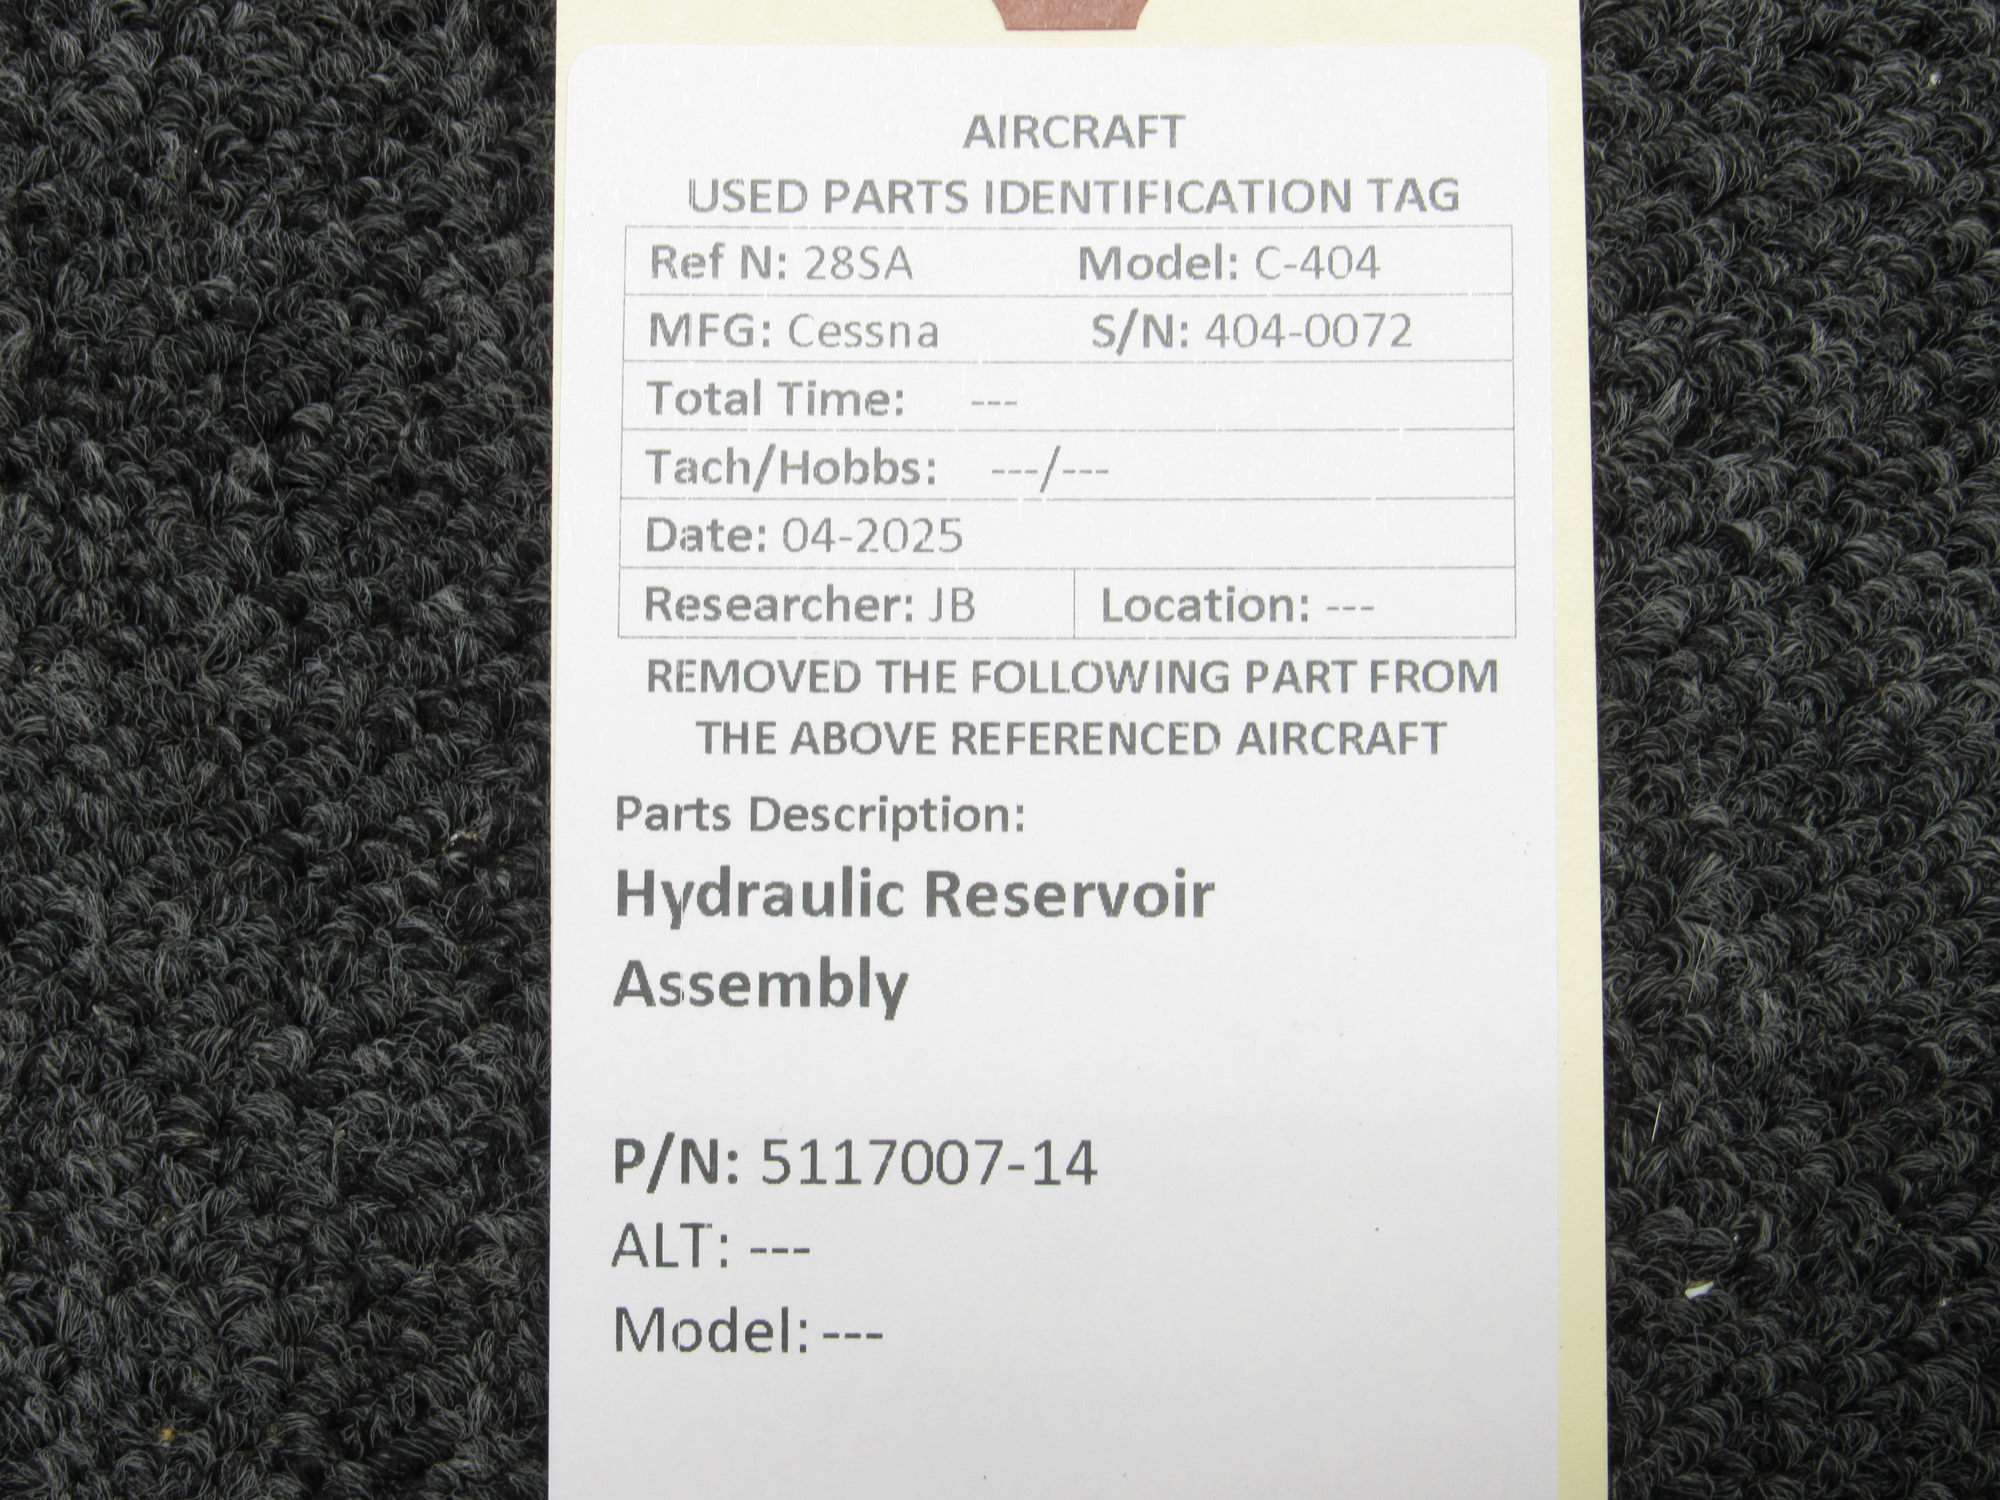 AIRCRAFT
USED PARTS IDENTIFICATION TAG
Ref N: 28SA Model: C-404
MFG: Cessna S/N: 404-0072
Total Time: ---
Tach/Hobbs: ---/---
Date: 04-2025
Researcher: JB Location: ---
REMOVED THE FOLLOWING PART FROM
THE ABOVE REFERENCED AIRCRAFT
Parts Description:
Hydraulic Reservoir
Assembly
P/N: 5117007-14
ALT: ---
Model: ---